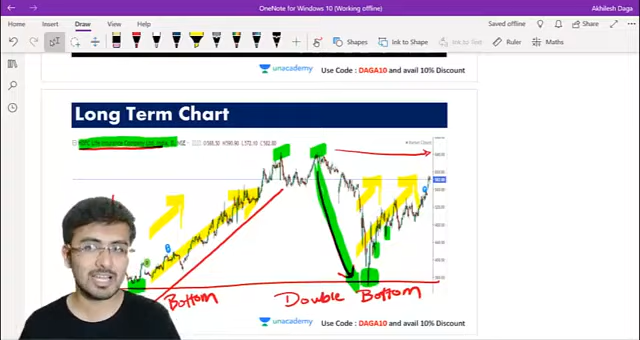 OneNote for Windows 10 (Working offline)
Akhilesh Daga
Home Insert Draw View Help
Saved offline Share
Shapes Ink to Shape Ink to Text Ruler Maths
unacademy Use Code : DAGA10 and avail 10% Discount
Long Term Chart
Bottom Double Bottom
unacademy Use Code : DAGA10 and avail 10% Discount